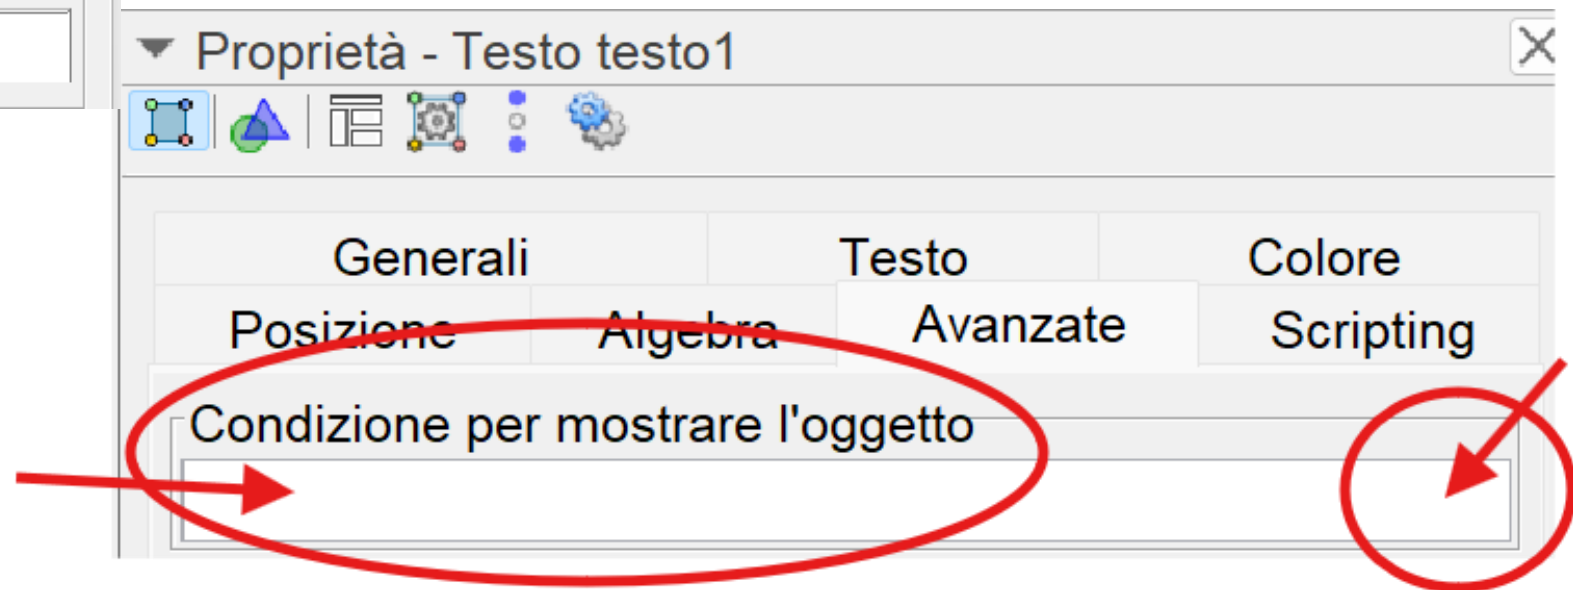 Proprietà - Testo testo1
Generali Testo Colore
Posizione Algebra Avanzate Scripting
Condizione per mostrare l'oggetto